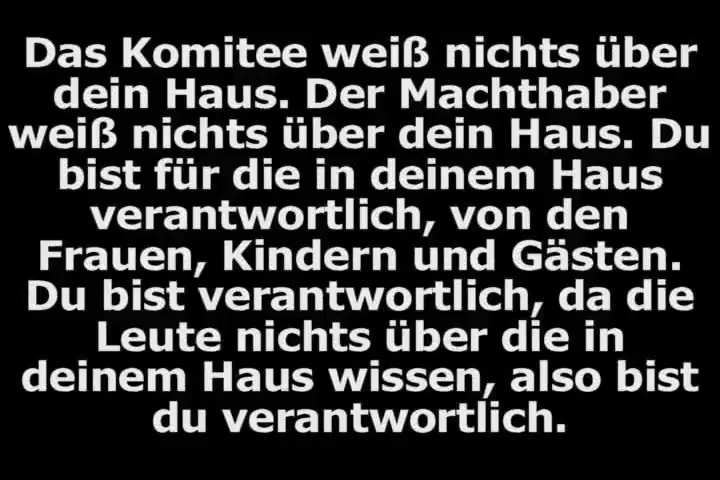 Das Komitee weiß nichts über
dein Haus. Der Machthaber
weiß nichts über dein Haus. Du
bist für die in deinem Haus
verantwortlich, von den
Frauen, Kindern und Gästen.
Du bist verantwortlich, da die
Leute nichts über die in
deinem Haus wissen, also bist
du verantwortlich.